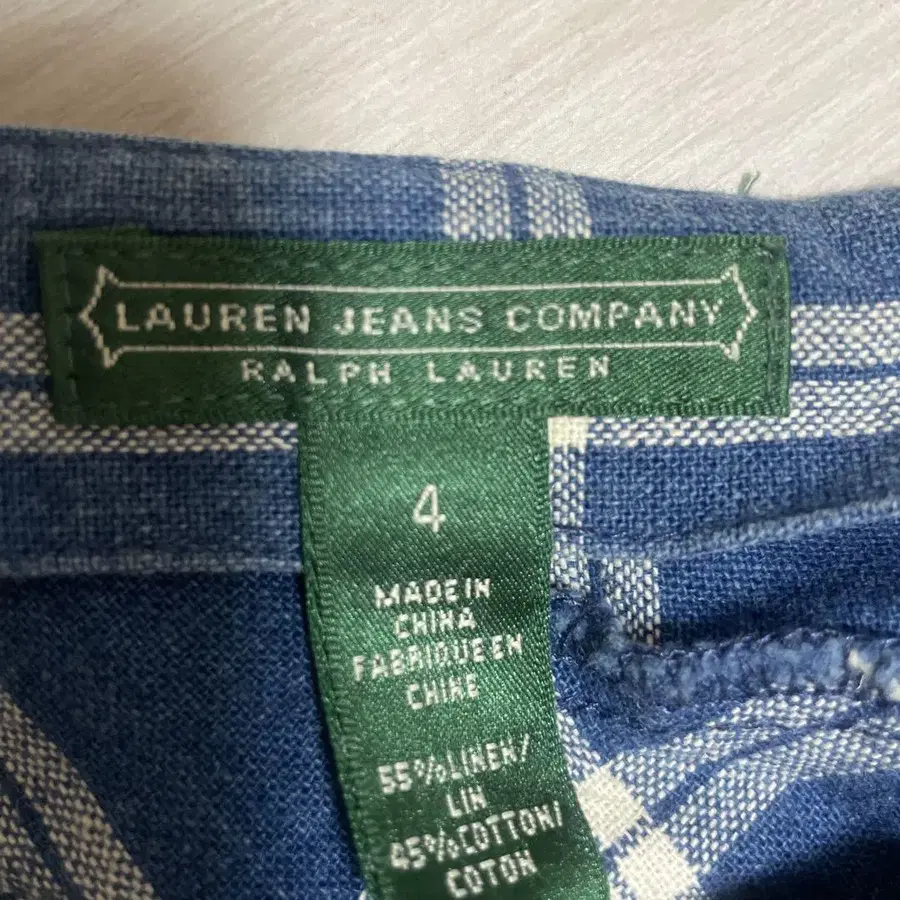 LAUREN JEANS COMPANY
RALPH LAUREN
4
MADE IN
CHINA
FABRIQUE EN
CHINE
55%LINEN/
LIN
45%COTTON/
COTON